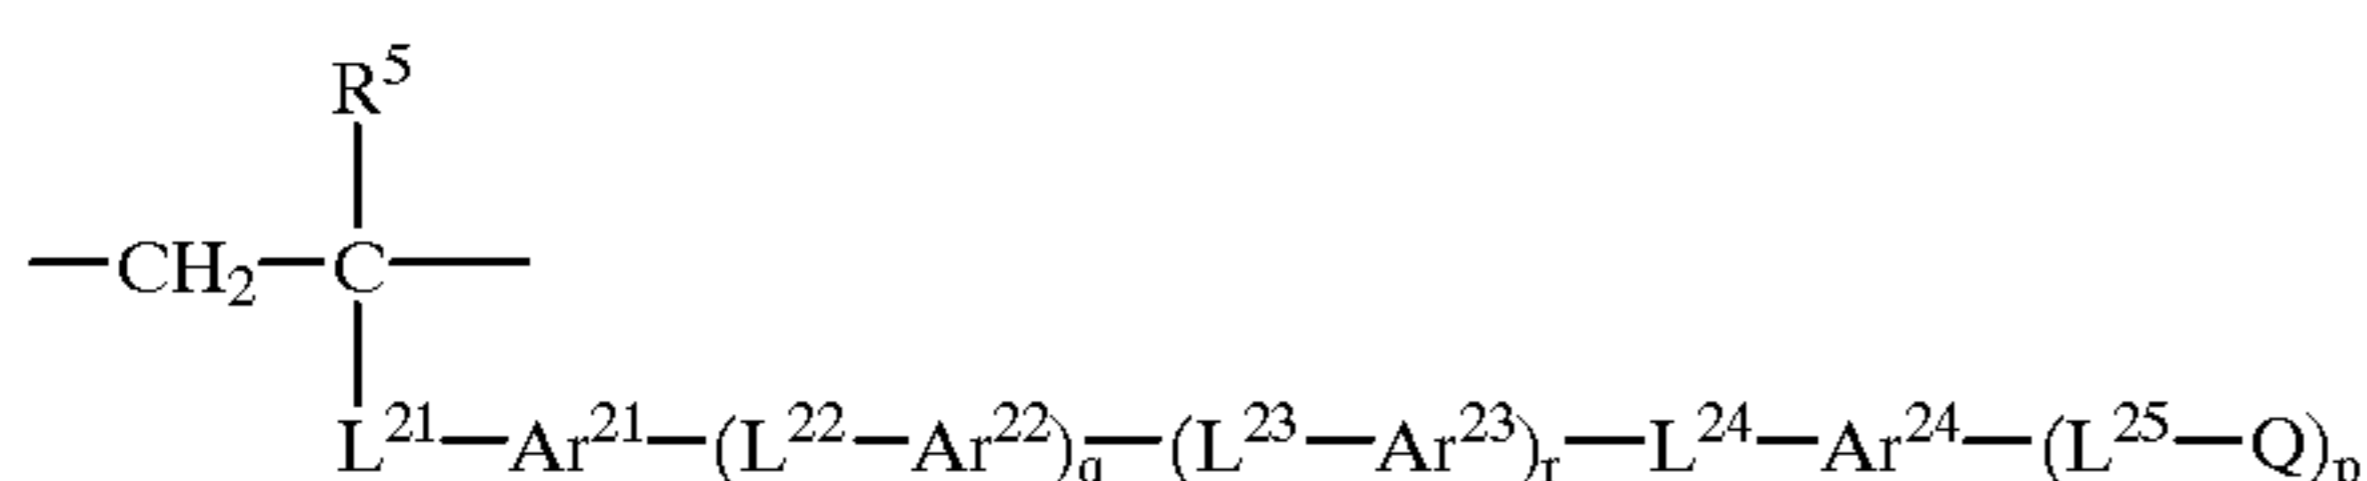 R⁵
—CH₂—C—
L²¹—Ar²¹—(L²²—Ar²²)q—(L²³—Ar²³)r—L²⁴—Ar²⁴—(L²⁵—Q)p